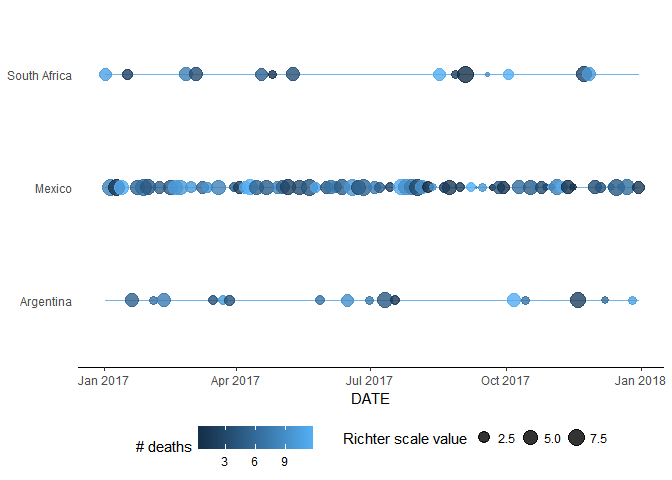 South Africa
Mexico
Argentina
Jan 2017 Apr 2017 Jul 2017 Oct 2017 Jan 2018
DATE
# deaths
3 6 9
Richter scale value 2.5 5.0 7.5